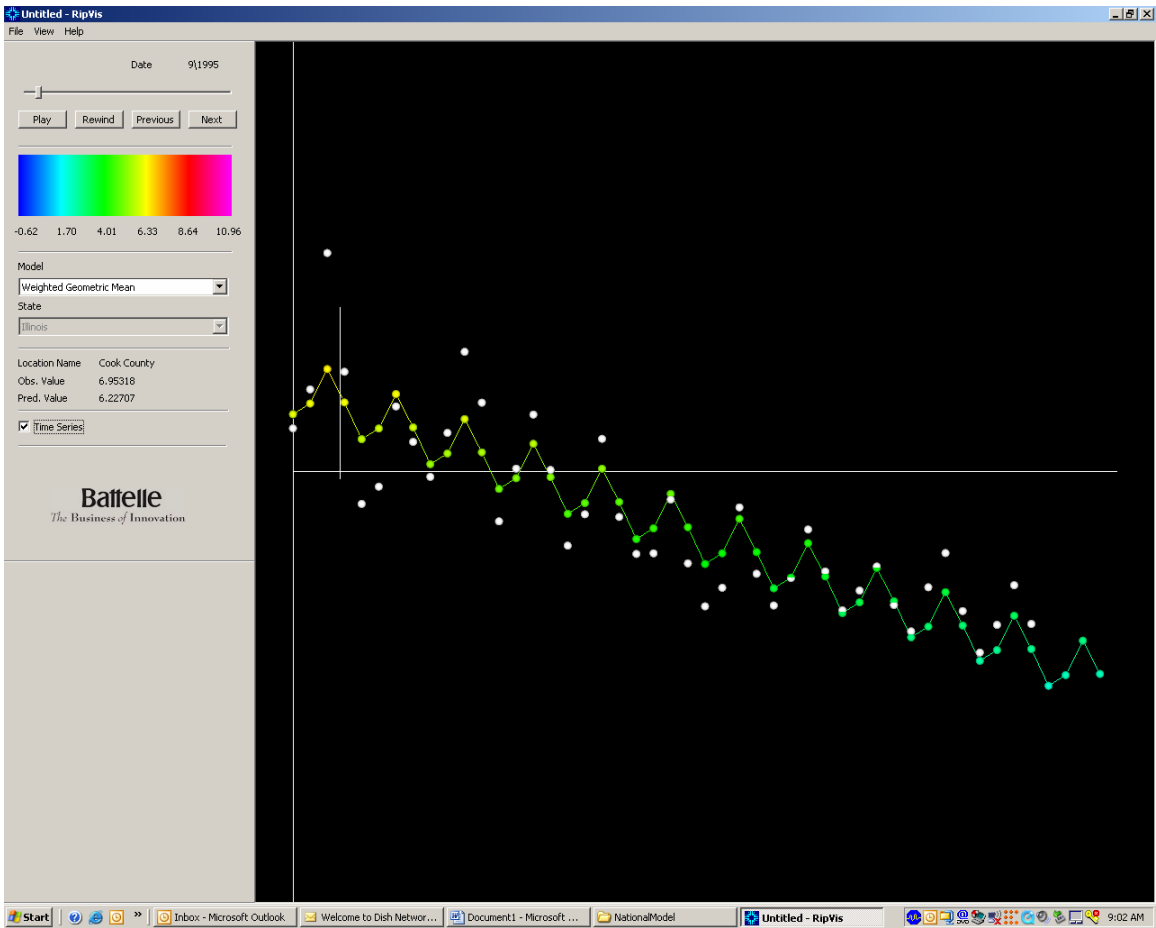 Untitled - RipVis
File View Help
Date 9\1995
Play Rewind Previous Next
-0.62 1.70 4.01 6.33 8.64 10.96
Model
Weighted Geometric Mean
State
Illinois
Location Name Cook County
Obs. Value 6.95318
Pred. Value 6.22707
Time Series
Battelle
The Business of Innovation
Start » Inbox - Microsoft Outlook Welcome to Dish Networ... Document1 - Microsoft ... NationalModel Untitled - RipVis 9:02 AM